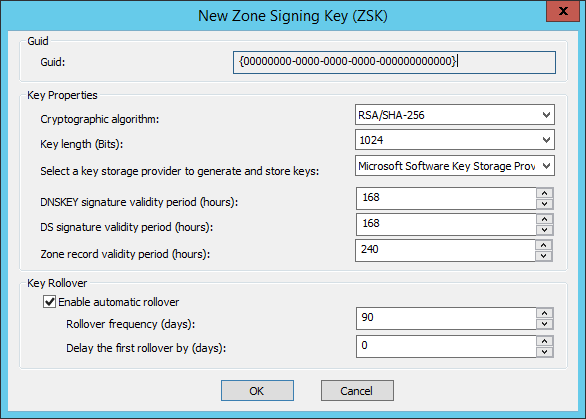 New Zone Signing Key (ZSK)
x
Guid
Guid: {00000000-0000-0000-0000-000000000000}
Key Properties
Cryptographic algorithm: RSA/SHA-256
Key length (Bits): 1024
Select a key storage provider to generate and store keys: Microsoft Software Key Storage Prov
DNSKEY signature validity period (hours): 168
DS signature validity period (hours): 168
Zone record validity period (hours): 240
Key Rollover
Enable automatic rollover
Rollover frequency (days): 90
Delay the first rollover by (days): 0
OK Cancel